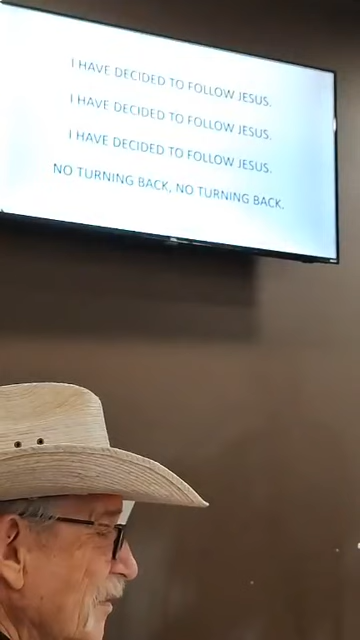 I HAVE DECIDED TO FOLLOW JESUS.
I HAVE DECIDED TO FOLLOW JESUS.
I HAVE DECIDED TO FOLLOW JESUS.
NO TURNING BACK, NO TURNING BACK.